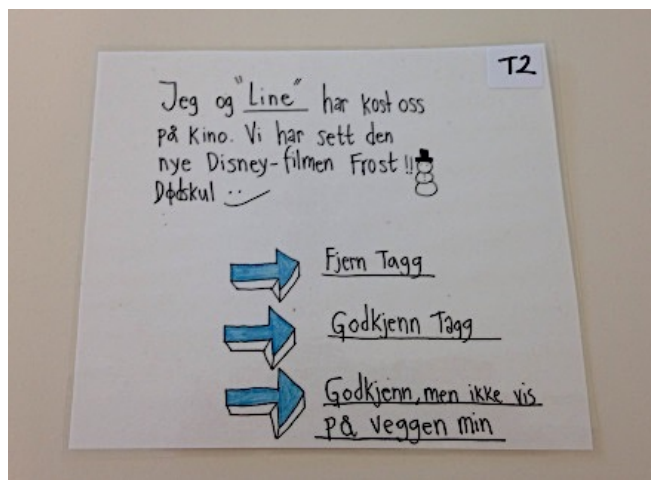 T2
Jeg og "Line" har kost oss
på kino. Vi har sett den
nye Disney-filmen Frost!!
Dødskul
Fjern Tagg
Godkjenn Tagg
Godkjenn, men ikke vis
på veggen min